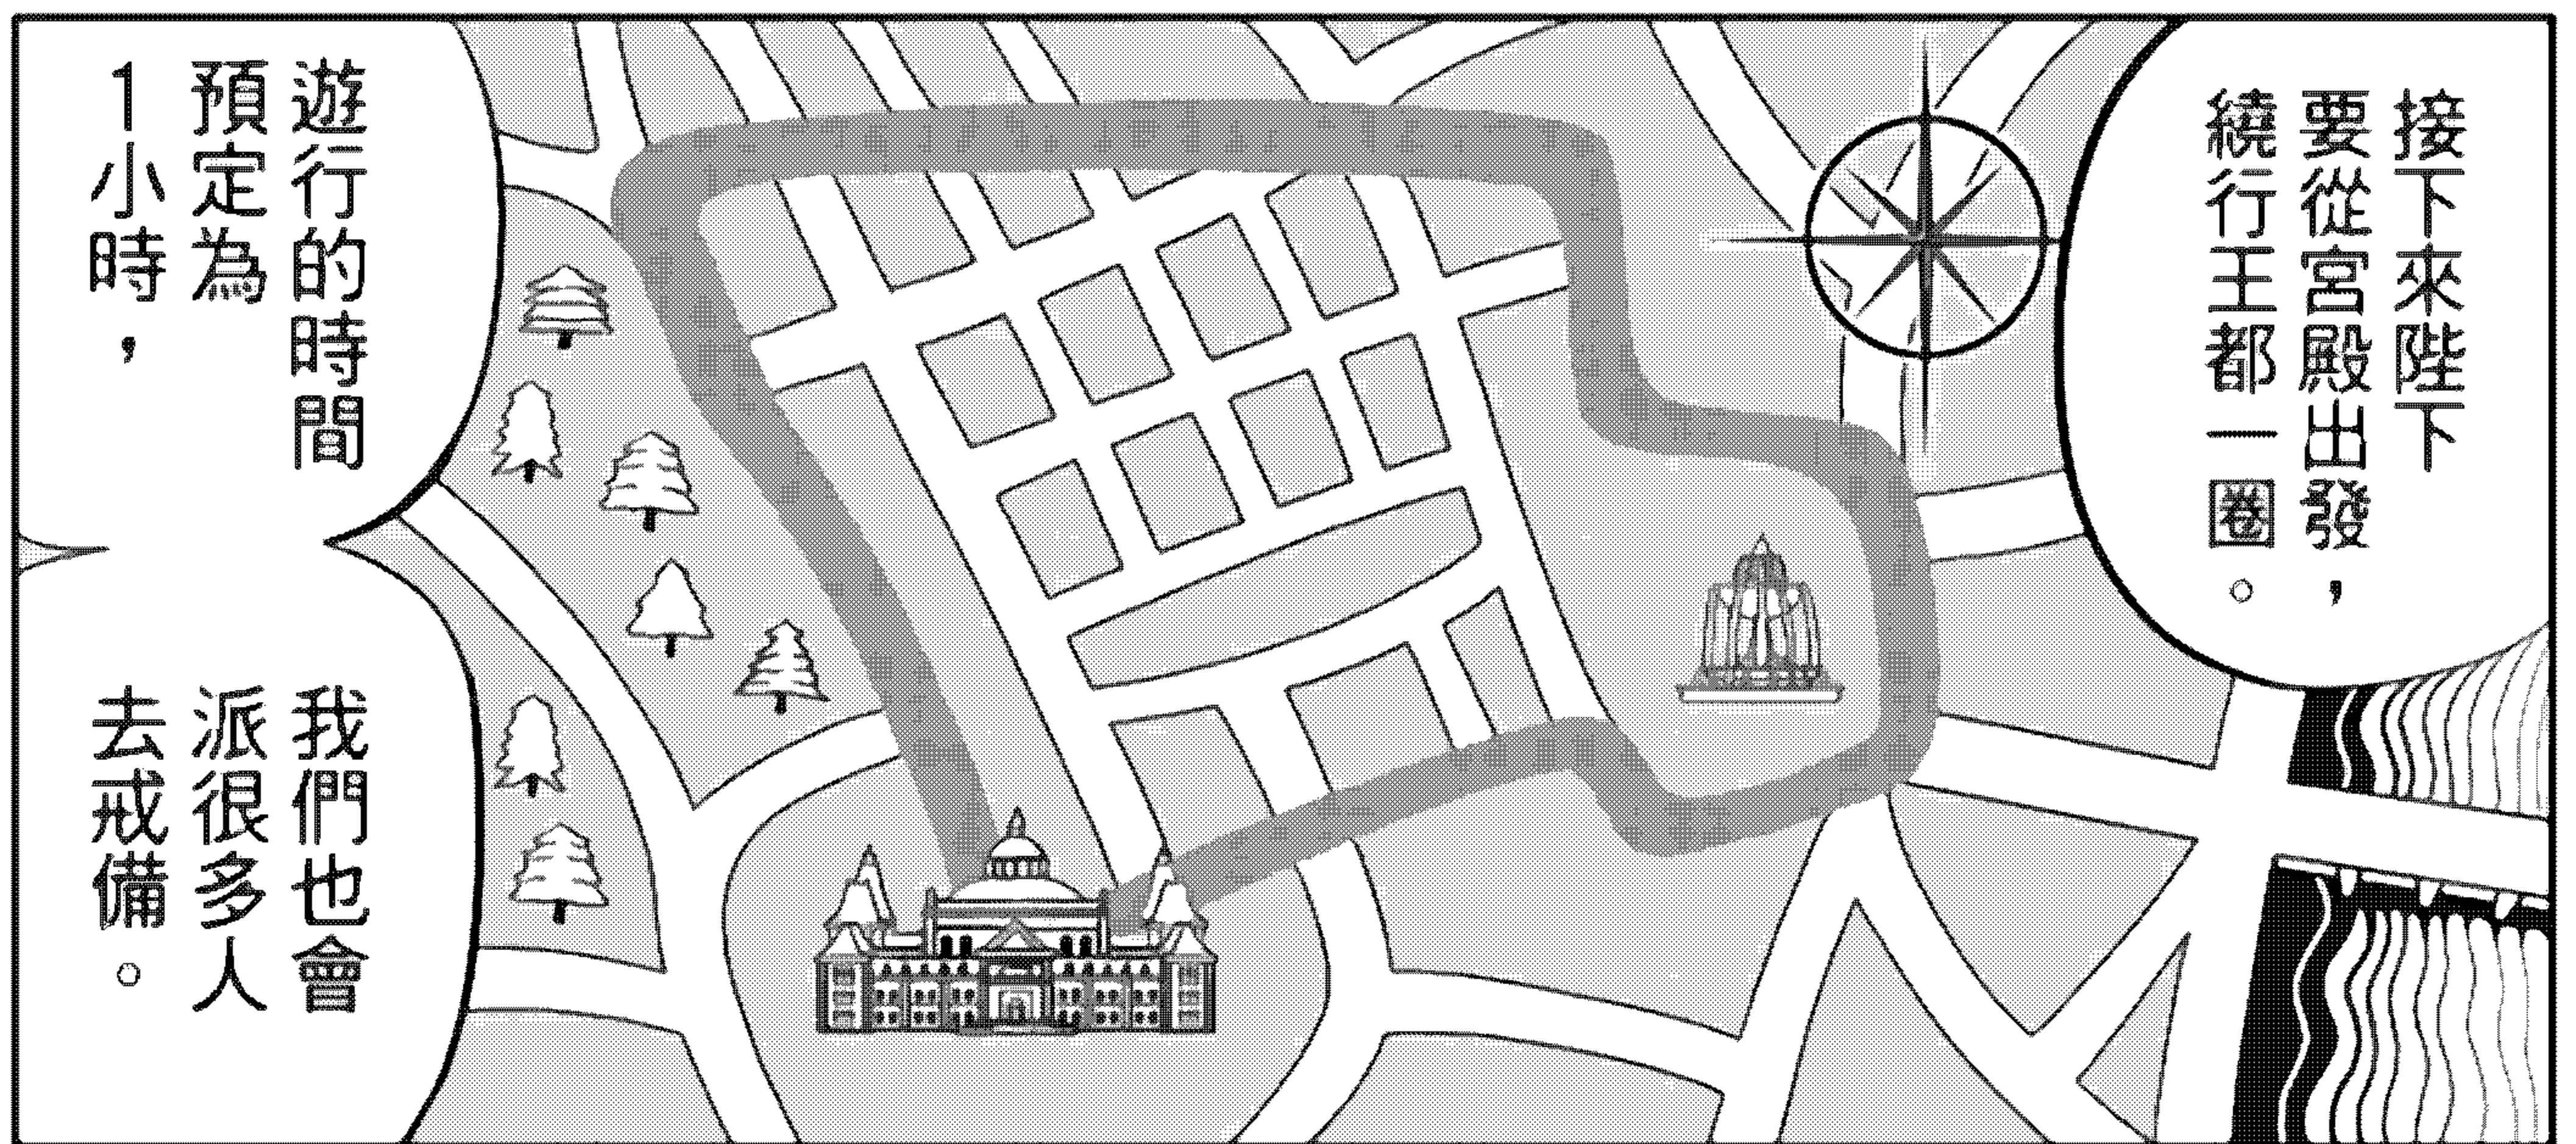 接下來陛下
要從宮殿出發，
繞行王都一圈。
遊行的時間
預定為
1小時，
我們也會
派很多人
去戒備。